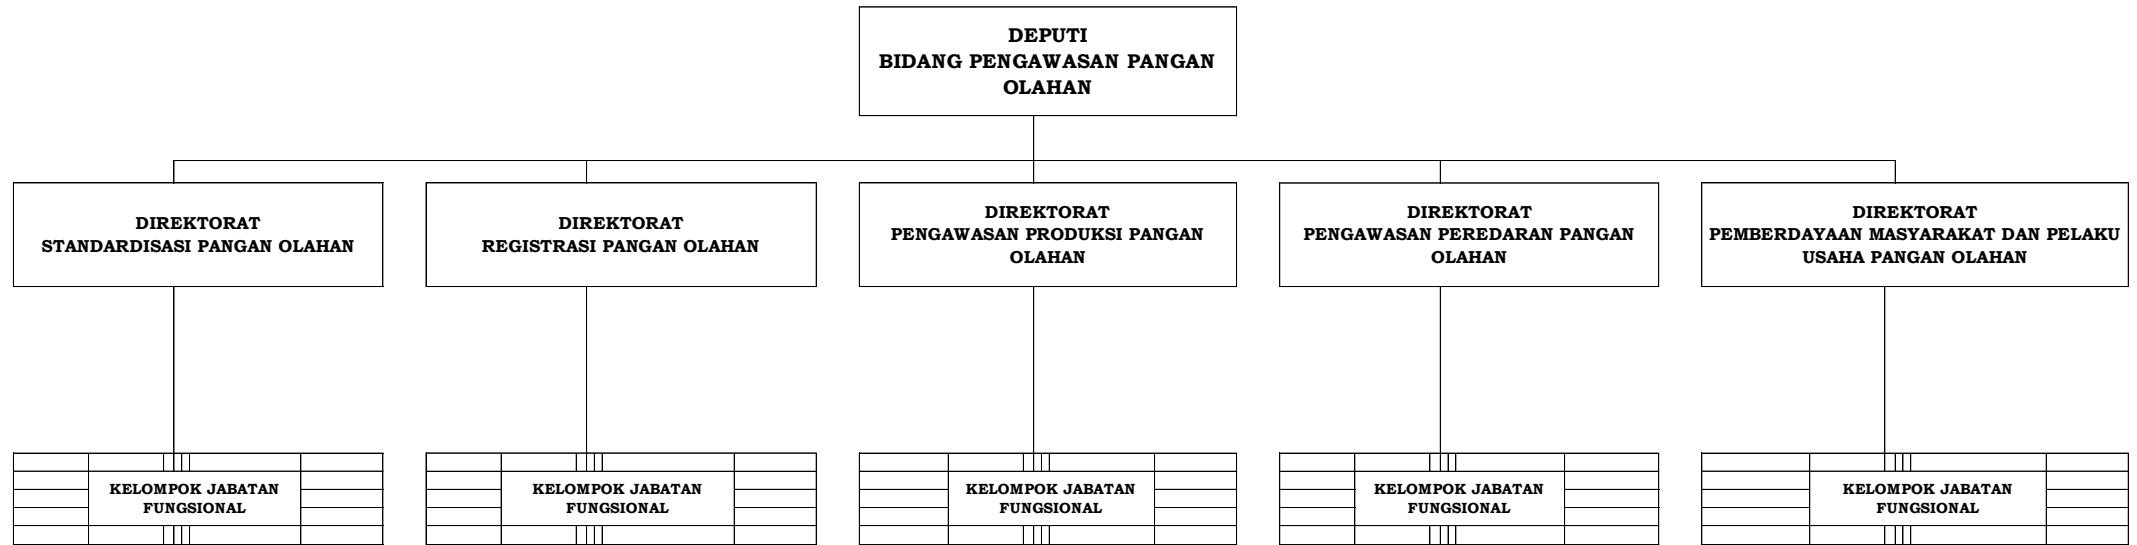 DEPUTI
BIDANG PENGAWASAN PANGAN
OLAHAN
DIREKTORAT
STANDARDISASI PANGAN OLAHAN
DIREKTORAT
REGISTRASI PANGAN OLAHAN
DIREKTORAT
PENGAWASAN PRODUKSI PANGAN
OLAHAN
DIREKTORAT
PENGAWASAN PEREDARAN PANGAN
OLAHAN
DIREKTORAT
PEMBERDAYAAN MASYARAKAT DAN PELAKU
USAHA PANGAN OLAHAN
KELOMPOK JABATAN
FUNGSIONAL
KELOMPOK JABATAN
FUNGSIONAL
KELOMPOK JABATAN
FUNGSIONAL
KELOMPOK JABATAN
FUNGSIONAL
KELOMPOK JABATAN
FUNGSIONAL